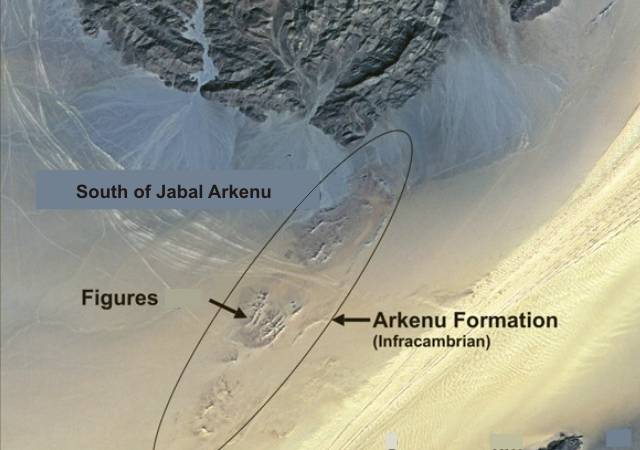 South of Jabal Arkenu
Figures
Arkenu Formation
(Infracambrian)